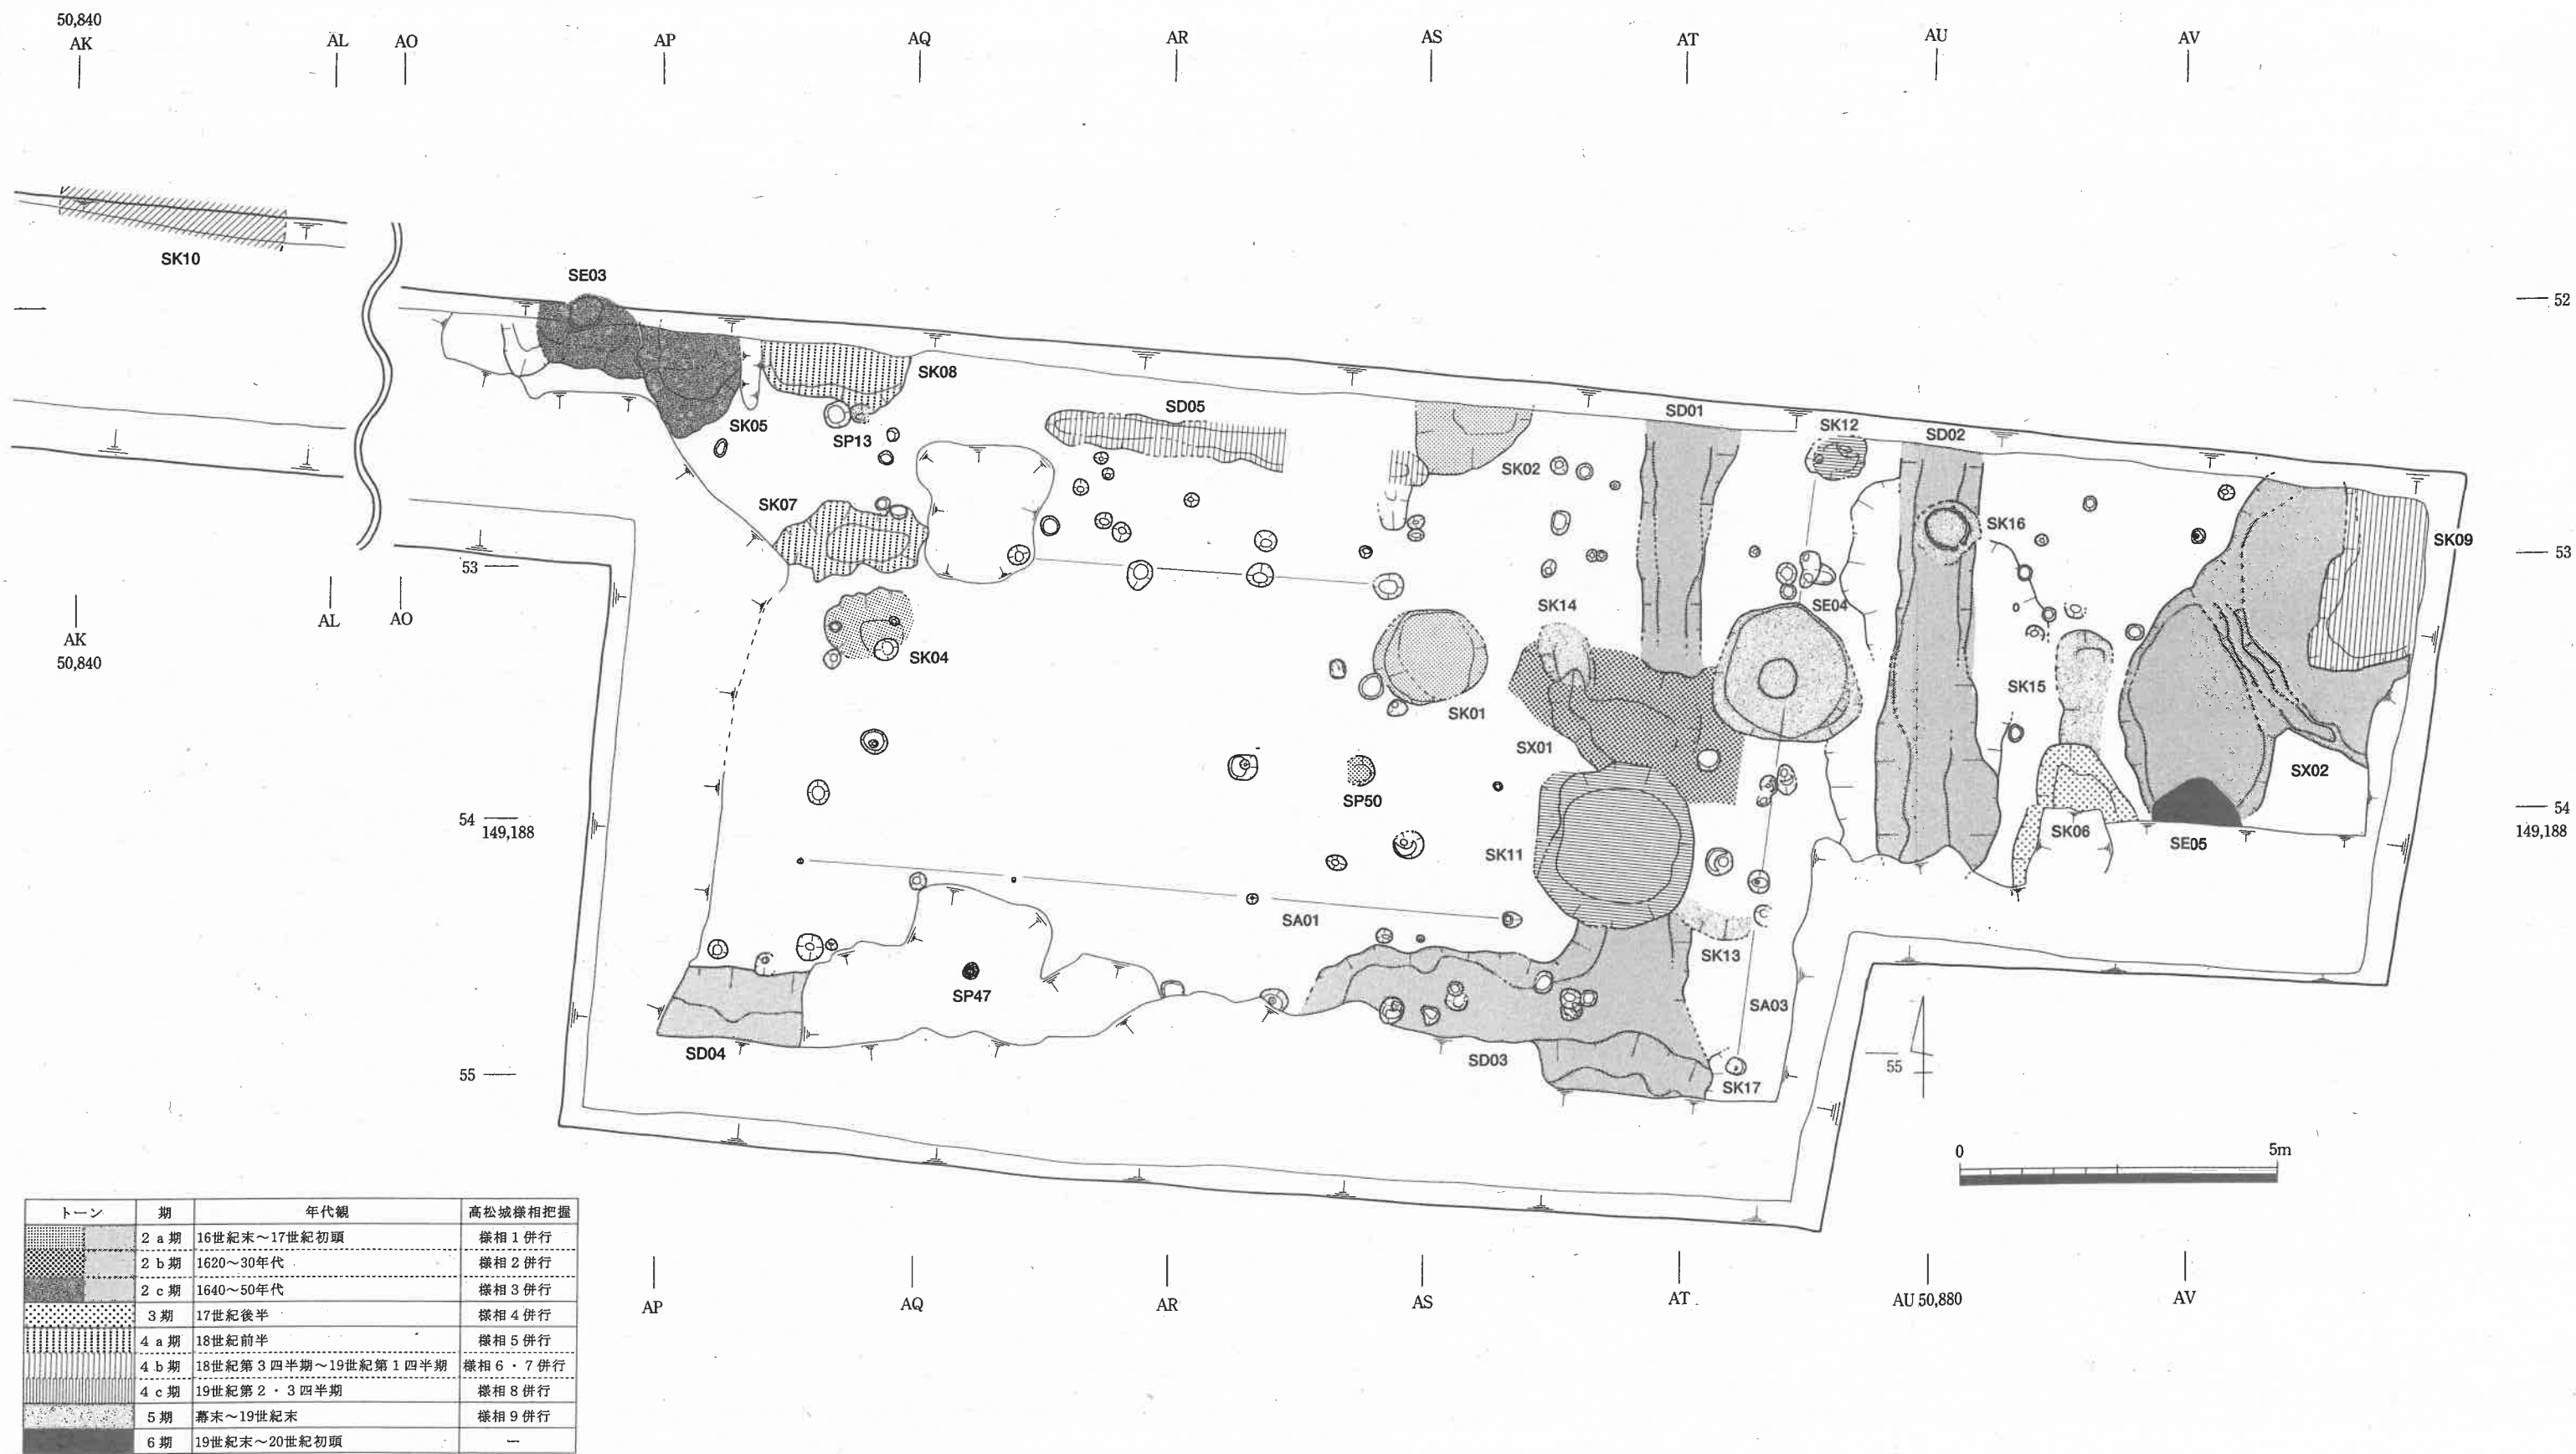 50,840
AK AL AO AP AQ AR AS AT AU AV
SK10
SE03
52
SK08
SK05
SP13
SD05
SD01
SK12
SD02
SK02
SK07
SK16
SK09
53
53
AK AL AO
50,840
SK14
SE04
SK04
SK15
SK01
SX01
SX02
SP50
54
149,188
54
149,188
SK06
SE05
SK11
SA01
SK13
SP47
SA03
SD04
SD03
SK17
55
55
0 5m
AP AQ AR AS AT AU 50,880 AV
トーン 期 年代観 高松城様相把握
2 a 期 16世紀末～17世紀初頭 様相 1 併行
2 b 期 1620～30年代 様相 2 併行
2 c 期 1640～50年代 様相 3 併行
3 期 17世紀後半 様相 4 併行
4 a 期 18世紀前半 様相 5 併行
4 b 期 18世紀第 3 四半期～19世紀第 1 四半期 様相 6 ・ 7 併行
4 c 期 19世紀第 2 ・ 3 四半期 様相 8 併行
5 期 幕末～19世紀末 様相 9 併行
6 期 19世紀末～20世紀初頭 ー